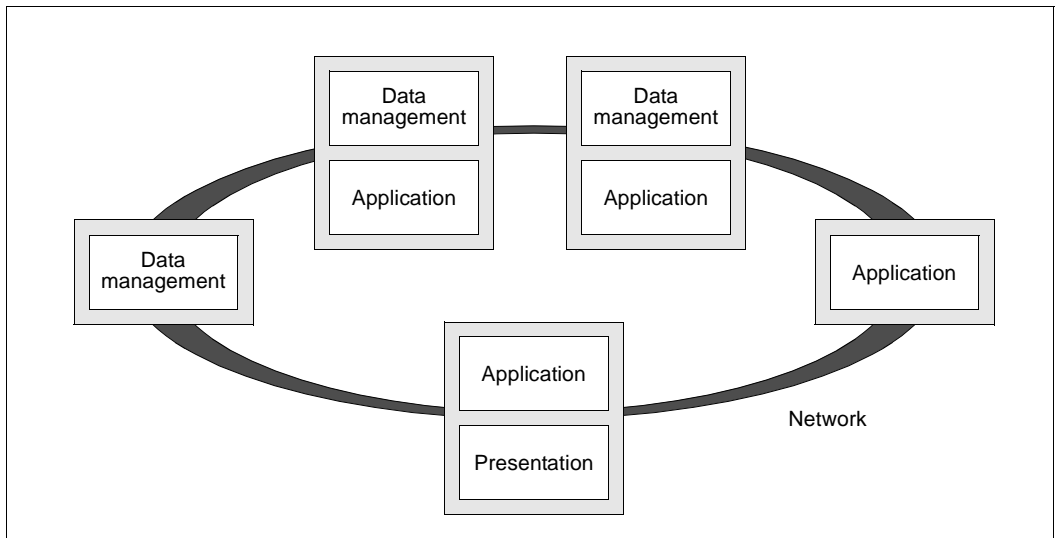 Data
management
Application
Data
management
Application
Data
management
Application
Application
Presentation
Network